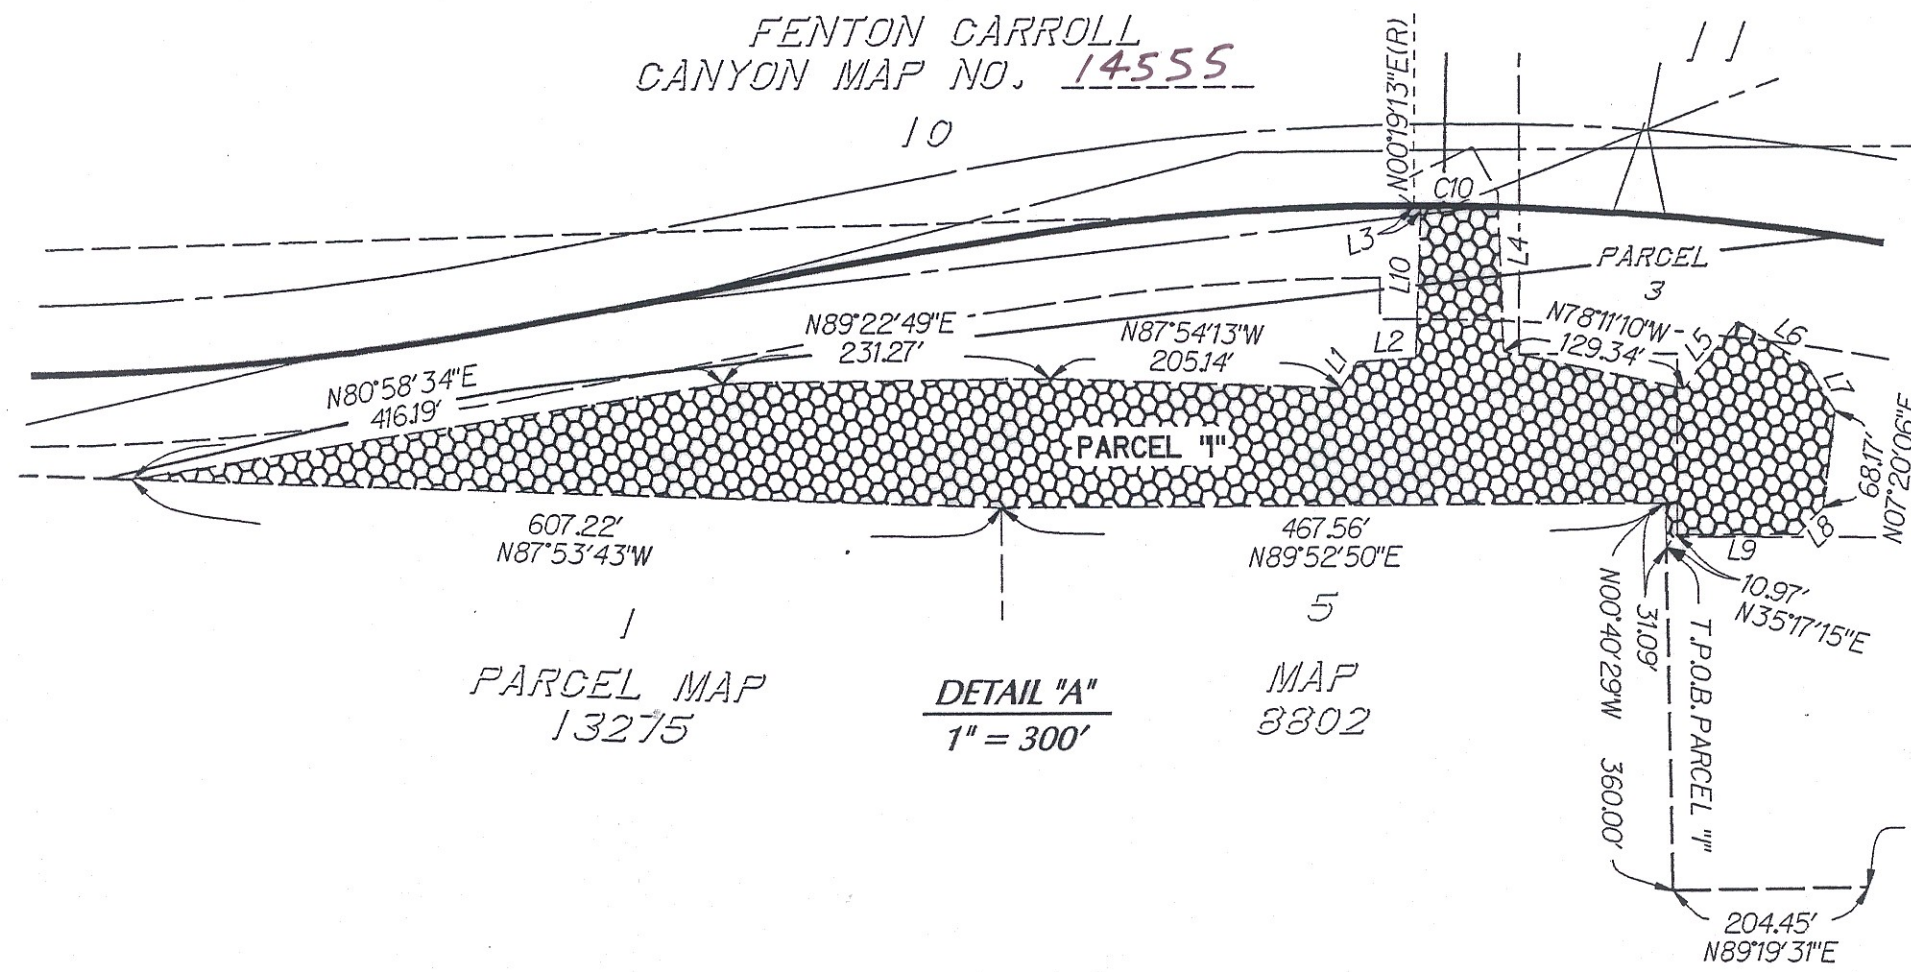 FENTON CARROLL
CANYON MAP NO. 14555
10
11
N00°19'13"E(R)
C10
L3
L10
L4
PARCEL
3
N89°22'49"E
231.27'
N87°54'13"W
205.14'
L1
L2
N78°11'10"W
129.34'
L5
L6
L7
N80°58'34"E
416.19'
PARCEL "1"
68.17'
N07°20'06"E
L8
L9
607.22'
N87°53'43"W
467.56'
N89°52'50"E
10.97'
N35°17'15"E
31.09'
N00°40'29"W 360.00'
T.P.O.B. PARCEL "1"
1
PARCEL MAP
13275
DETAIL "A"
1" = 300'
5
MAP
8802
204.45'
N89°19'31"E